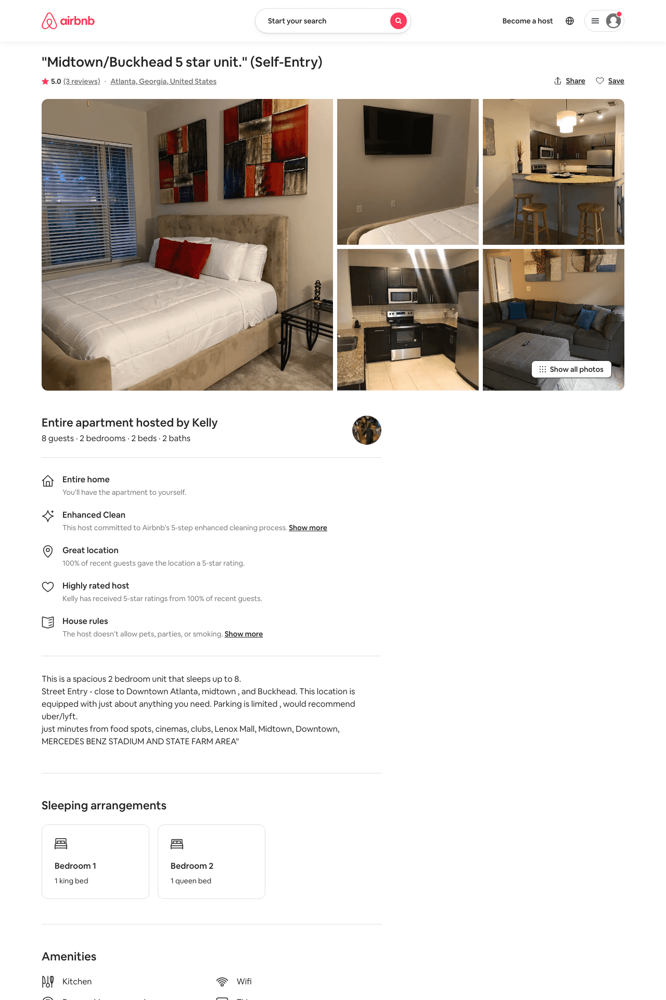 airbnb
Start your search
Become a host
"Midtown/Buckhead 5 star unit." (Self-Entry)
5.0 (3 reviews) · Atlanta, Georgia, United States
Share
Save
Show all photos
Entire apartment hosted by Kelly
8 guests · 2 bedrooms · 2 beds · 2 baths
Entire home
You’ll have the apartment to yourself.
Enhanced Clean
This host committed to Airbnb's 5-step enhanced cleaning process. Show more
Great location
100% of recent guests gave the location a 5-star rating.
Highly rated host
Kelly has received 5-star ratings from 100% of recent guests.
House rules
The host doesn’t allow pets, parties, or smoking. Show more
This is a spacious 2 bedroom unit that sleeps up to 8.
Street Entry - close to Downtown Atlanta, midtown , and Buckhead. This location is
equipped with just about anything you need. Parking is limited , would recommend
uber/lyft.
just minutes from food spots, cinemas, clubs, Lenox Mall, Midtown, Downtown,
MERCEDES BENZ STADIUM AND STATE FARM AREA"
Sleeping arrangements
Bedroom 1
1 king bed
Bedroom 2
1 queen bed
Amenities
Kitchen
Wifi